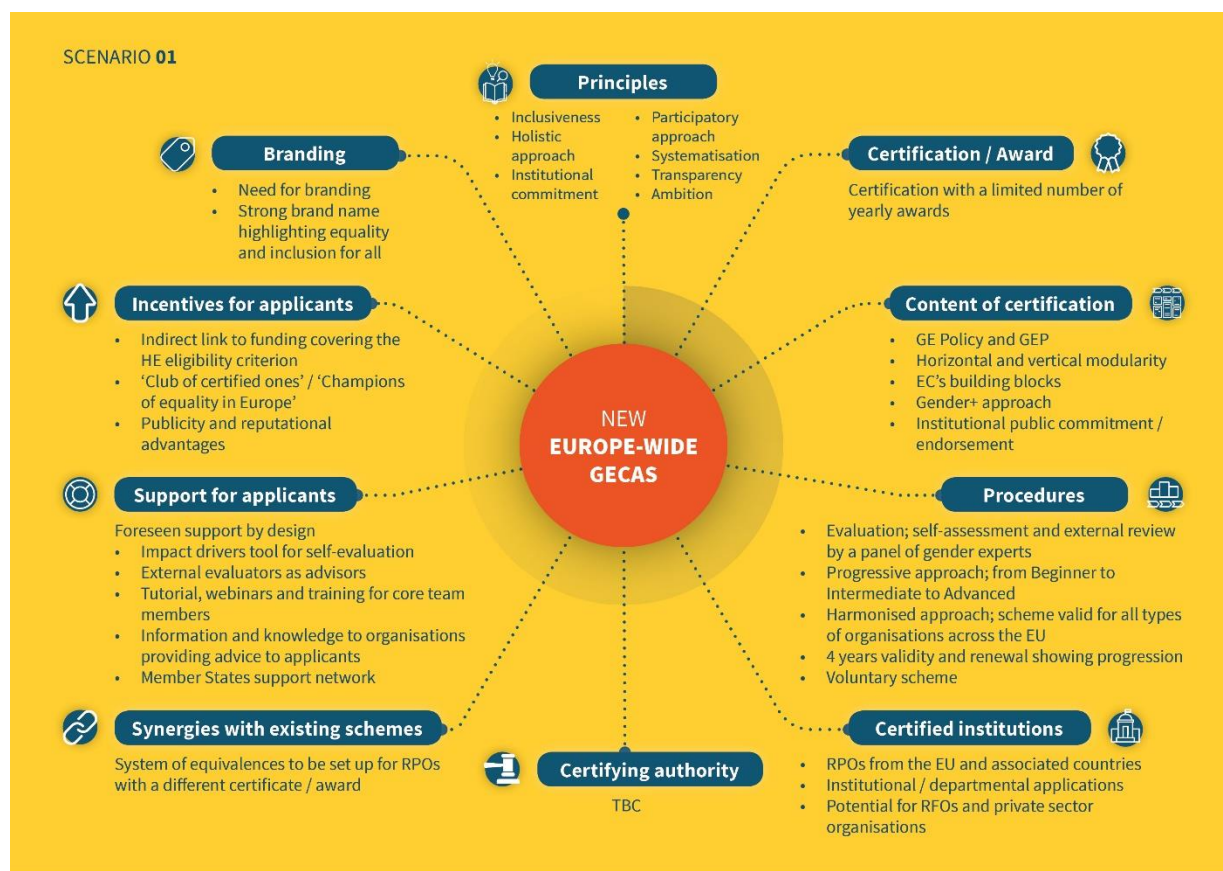 SCENARIO 01
Principles
• Inclusiveness
• Holistic
approach
• Institutional
commitment
• Participatory
approach
• Systematisation
• Transparency
• Ambition
Branding
• Need for branding
• Strong brand name
highlighting equality
and inclusion for all
Certification / Award
Certification with a limited number of
yearly awards
Incentives for applicants
• Indirect link to funding covering the
HE eligibility criterion
• ‘Club of certified ones’ / ‘Champions
of equality in Europe’
• Publicity and reputational
advantages
Content of certification
• GE Policy and GEP
• Horizontal and vertical modularity
• EC’s building blocks
• Gender+ approach
• Institutional public commitment /
endorsement
NEW
EUROPE-WIDE
GECAS
Support for applicants
Foreseen support by design
• Impact drivers tool for self-evaluation
• External evaluators as advisors
• Tutorial, webinars and training for core team
members
• Information and knowledge to organisations
providing advice to applicants
• Member States support network
Procedures
• Evaluation; self-assessment and external review
by a panel of gender experts
• Progressive approach; from Beginner to
Intermediate to Advanced
• Harmonised approach; scheme valid for all types
of organisations across the EU
• 4 years validity and renewal showing progression
• Voluntary scheme
Synergies with existing schemes
System of equivalences to be set up for RPOs
with a different certificate / award
Certifying authority
TBC
Certified institutions
• RPOs from the EU and associated countries
• Institutional / departmental applications
• Potential for RFOs and private sector
organisations